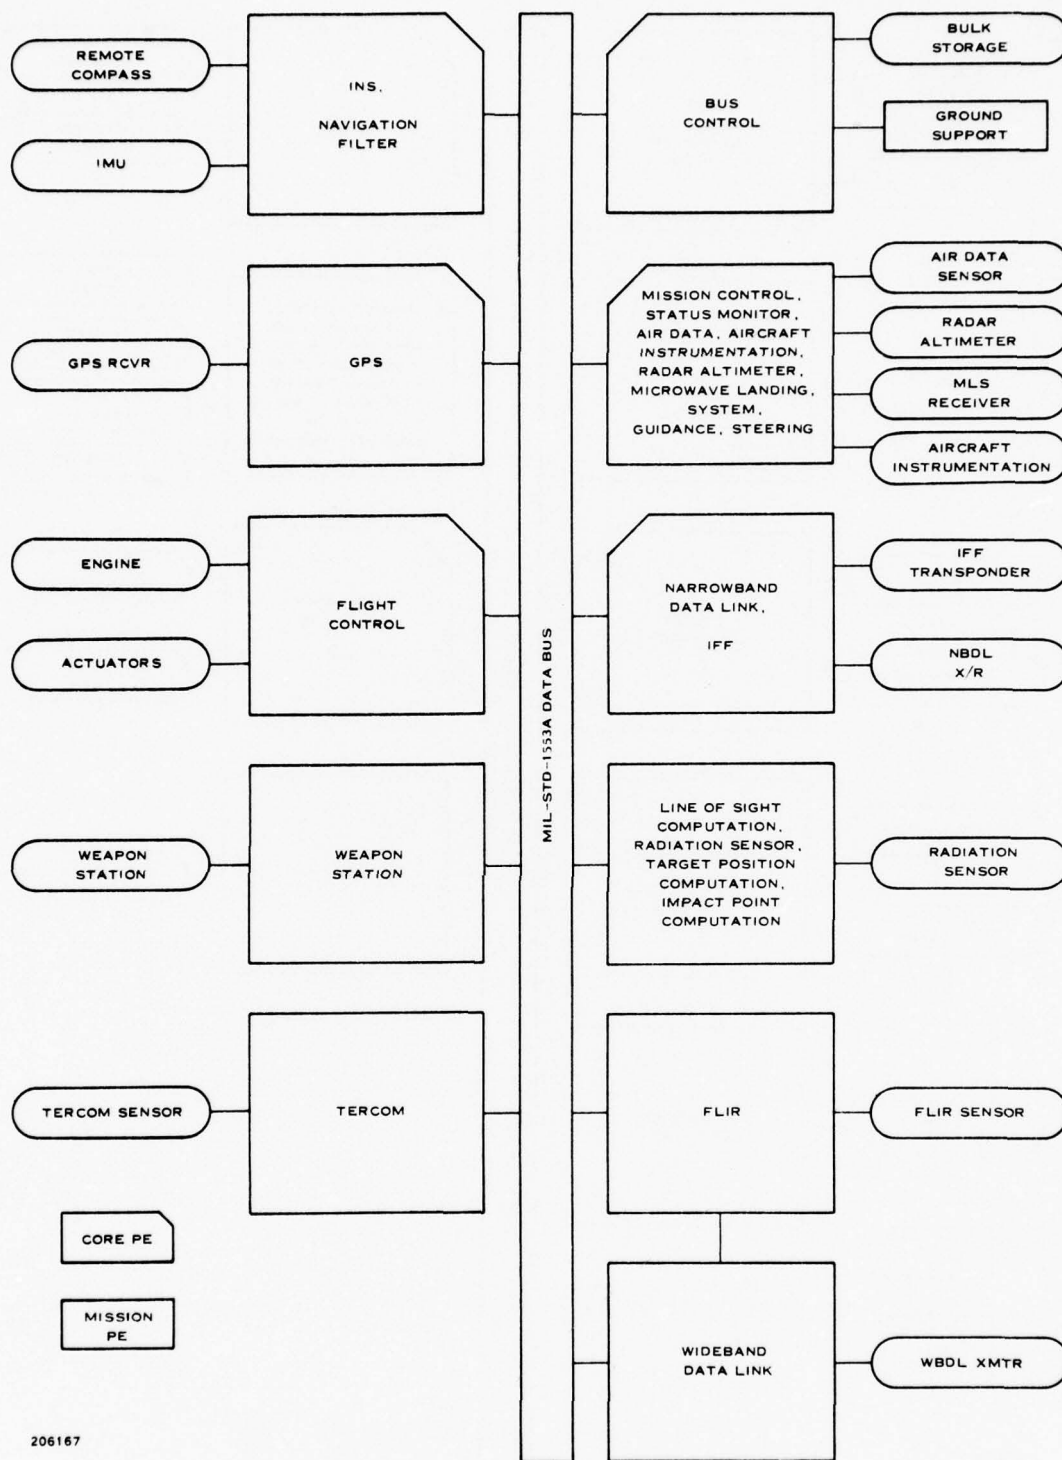 REMOTE
COMPASS
IMU
INS,
NAVIGATION
FILTER
BUS
CONTROL
BULK
STORAGE
GROUND
SUPPORT
GPS RCVR
GPS
MISSION CONTROL,
STATUS MONITOR,
AIR DATA, AIRCRAFT
INSTRUMENTATION,
RADAR ALTIMETER,
MICROWAVE LANDING,
SYSTEM,
GUIDANCE, STEERING
AIR DATA
SENSOR
RADAR
ALTIMETER
MLS
RECEIVER
AIRCRAFT
INSTRUMENTATION
ENGINE
ACTUATORS
FLIGHT
CONTROL
MIL-STD-1553A DATA BUS
NARROWBAND
DATA LINK,
IFF
IFF
TRANSPONDER
NBDL
X/R
WEAPON
STATION
WEAPON
STATION
LINE OF SIGHT
COMPUTATION,
RADIATION SENSOR,
TARGET POSITION
COMPUTATION,
IMPACT POINT
COMPUTATION
RADIATION
SENSOR
TERCOM SENSOR
TERCOM
FLIR
FLIR SENSOR
CORE PE
MISSION
PE
WIDEBAND
DATA LINK
WBDL XMTR
206167